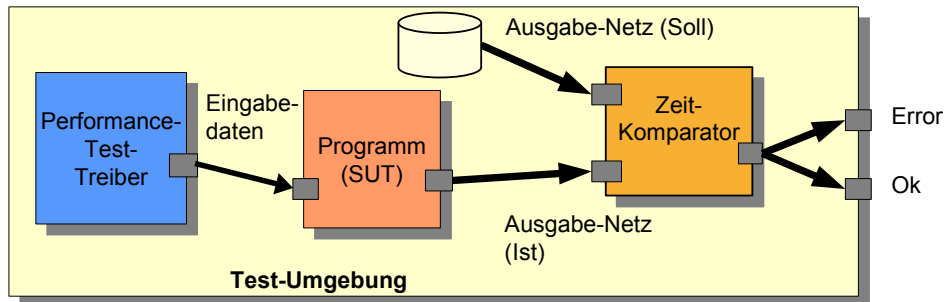 Ausgabe-Netz (Soll)
Performance-
Test-
Treiber
Eingabe-
daten
Programm
(SUT)
Zeit-
Komparator
Ausgabe-Netz
(Ist)
Error
Ok
Test-Umgebung